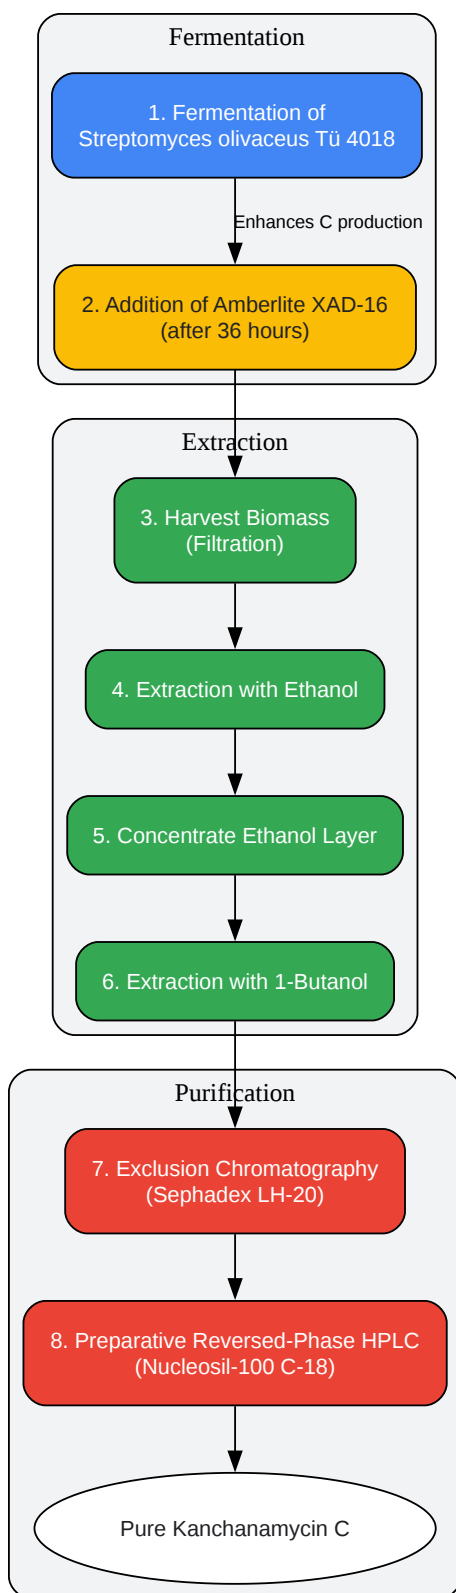 Fermentation
1. Fermentation of
Streptomyces olivaceus Tü 4018
Enhances C production
2. Addition of Amberlite XAD-16
(after 36 hours)
Extraction
3. Harvest Biomass
(Filtration)
4. Extraction with Ethanol
5. Concentrate Ethanol Layer
6. Extraction with 1-Butanol
Purification
7. Exclusion Chromatography
(Sephadex LH-20)
8. Preparative Reversed-Phase HPLC
(Nucleosil-100 C-18)
Pure Kanchanamycin C